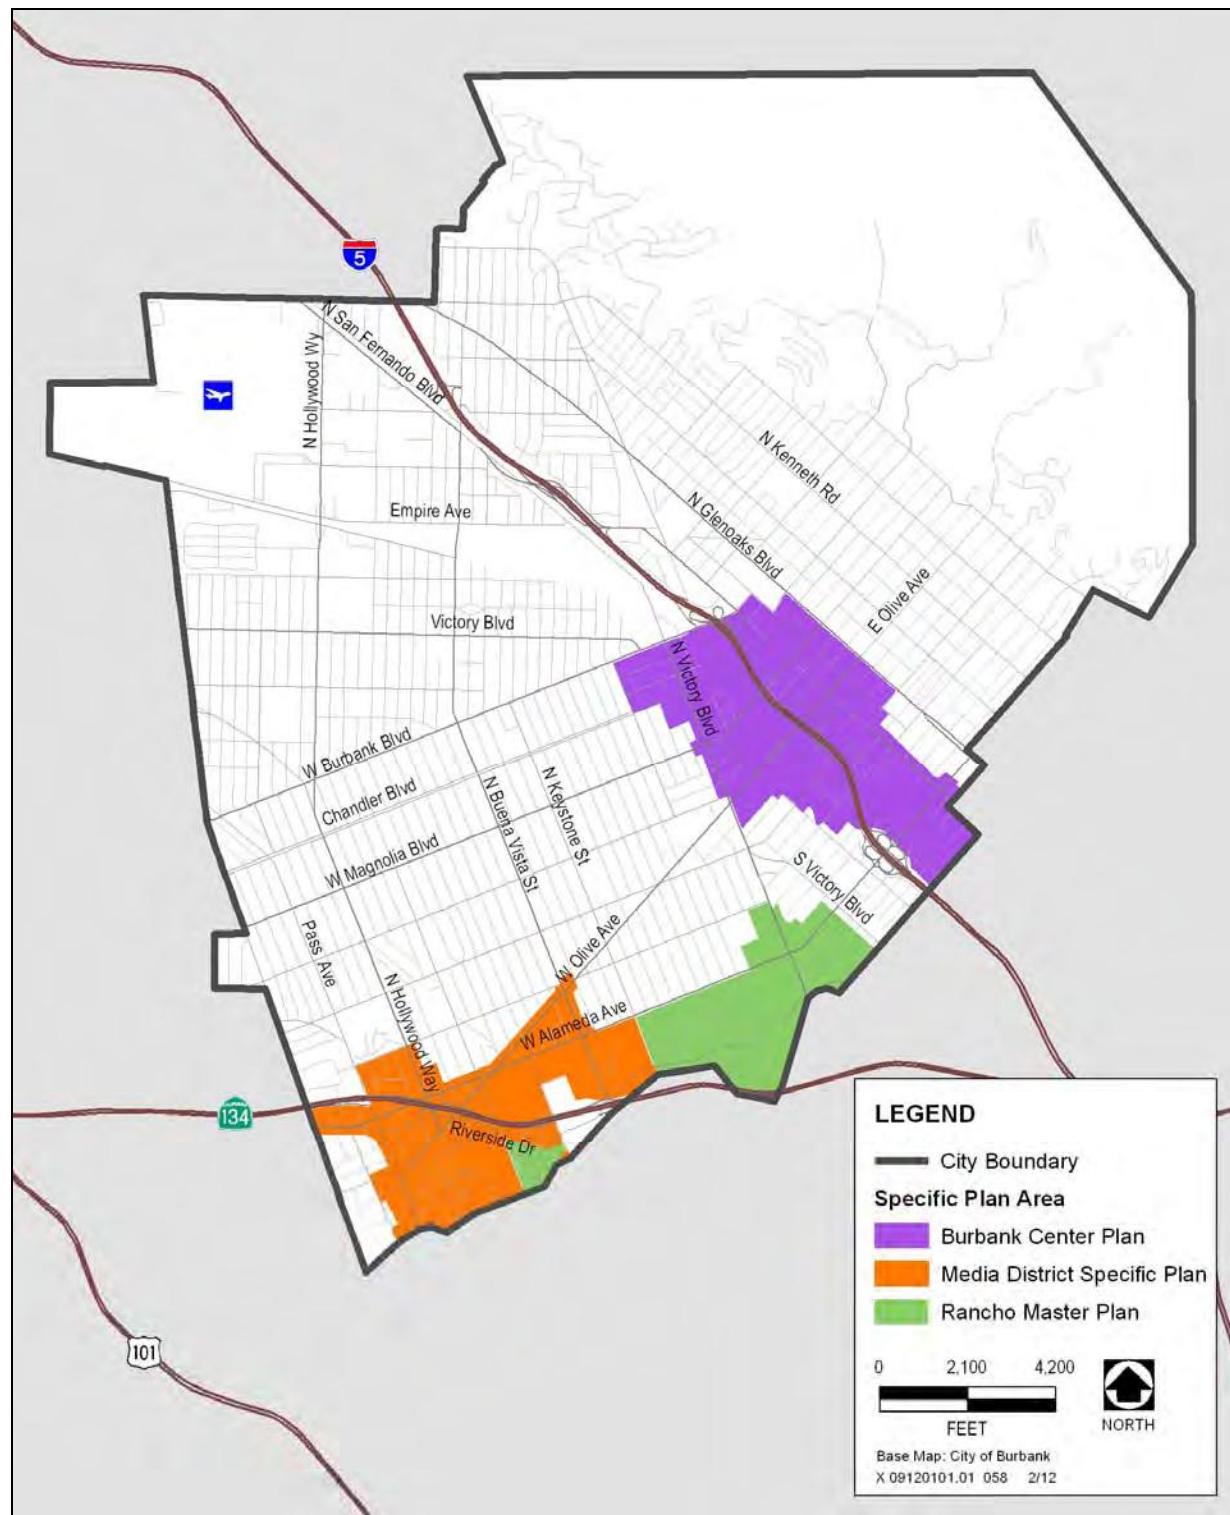 5
N San Fernando Blvd
N Hollywood Wy
N Kenneth Rd
N Glenoaks Blvd
Empire Ave
E Olive Ave
Victory Blvd
N Victory Blvd
W Burbank Blvd
Chandler Blvd
N Keystone St
N Buena Vista St
W Magnolia Blvd
S Victory Blvd
Pass Ave
W Olive Ave
N Hollywood Way
W Alameda Ave
134
Riverside Dr
101
LEGEND
City Boundary
Specific Plan Area
Burbank Center Plan
Media District Specific Plan
Rancho Master Plan
0 2,100 4,200
FEET
NORTH
Base Map: City of Burbank
X 09120101.01 058 2/12